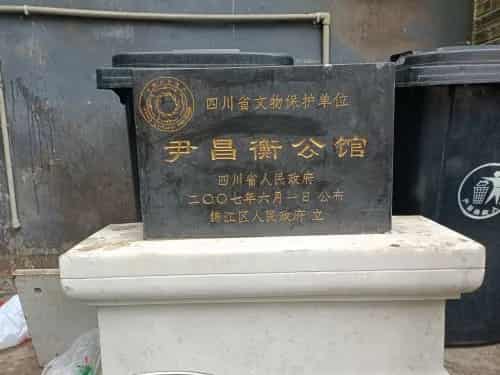 四川省文物保护单位
尹昌衡公馆
四川省人民政府
二〇〇七年六月一日 公布
锦江区人民政府 立